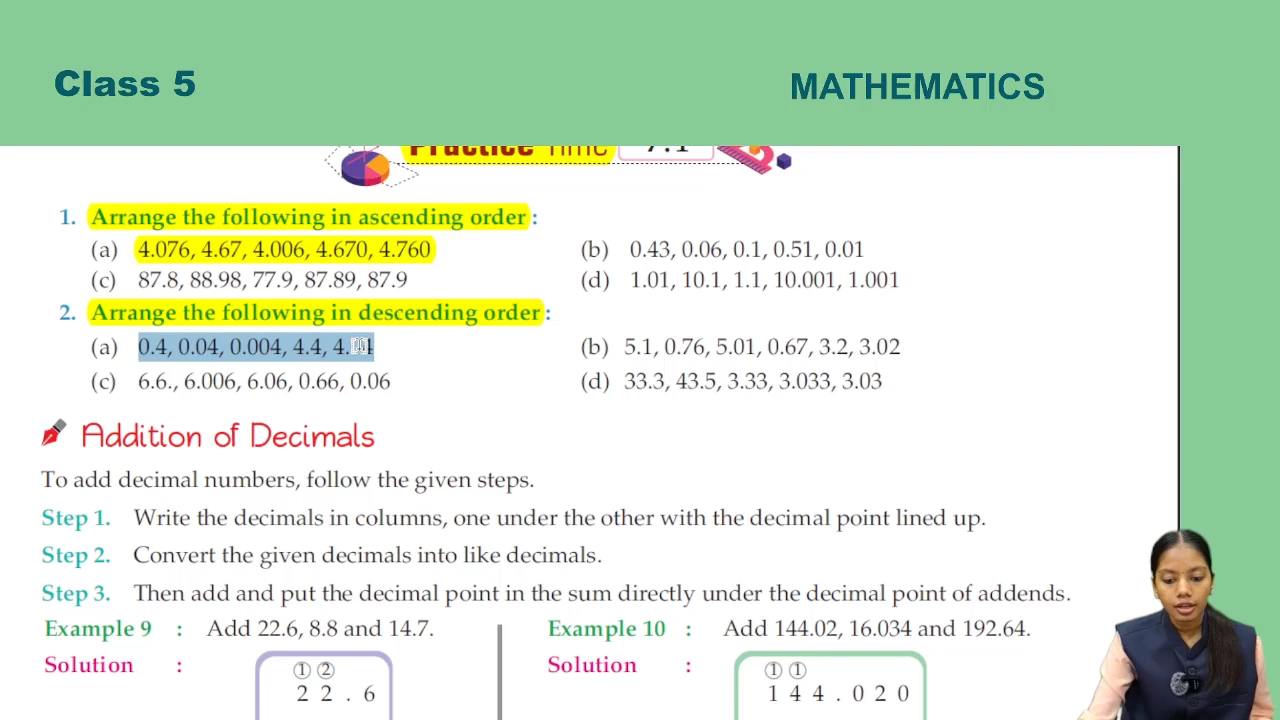 Class 5
MATHEMATICS
Practice Time 7.1
1. Arrange the following in ascending order :
(a) 4.076, 4.67, 4.006, 4.670, 4.760
(b) 0.43, 0.06, 0.1, 0.51, 0.01
(c) 87.8, 88.98, 77.9, 87.89, 87.9
(d) 1.01, 10.1, 1.1, 10.001, 1.001
2. Arrange the following in descending order :
(a) 0.4, 0.04, 0.004, 4.4,
(b) 5.1, 0.76, 5.01, 0.67, 3.2, 3.02
(c) 6.6., 6.006, 6.06, 0.66, 0.06
(d) 33.3, 43.5, 3.33, 3.033, 3.03
Addition of Decimals
To add decimal numbers, follow the given steps.
Step 1. Write the decimals in columns, one under the other with the decimal point lined up.
Step 2. Convert the given decimals into like decimals.
Step 3. Then add and put the decimal point in the sum directly under the decimal point of addends.
Example 9 : Add 22.6, 8.8 and 14.7.
Solution :
① ②
2 2 . 6
Example 10 : Add 144.02, 16.034 and 192.64.
Solution :
① ①
1 4 4 . 0 2 0